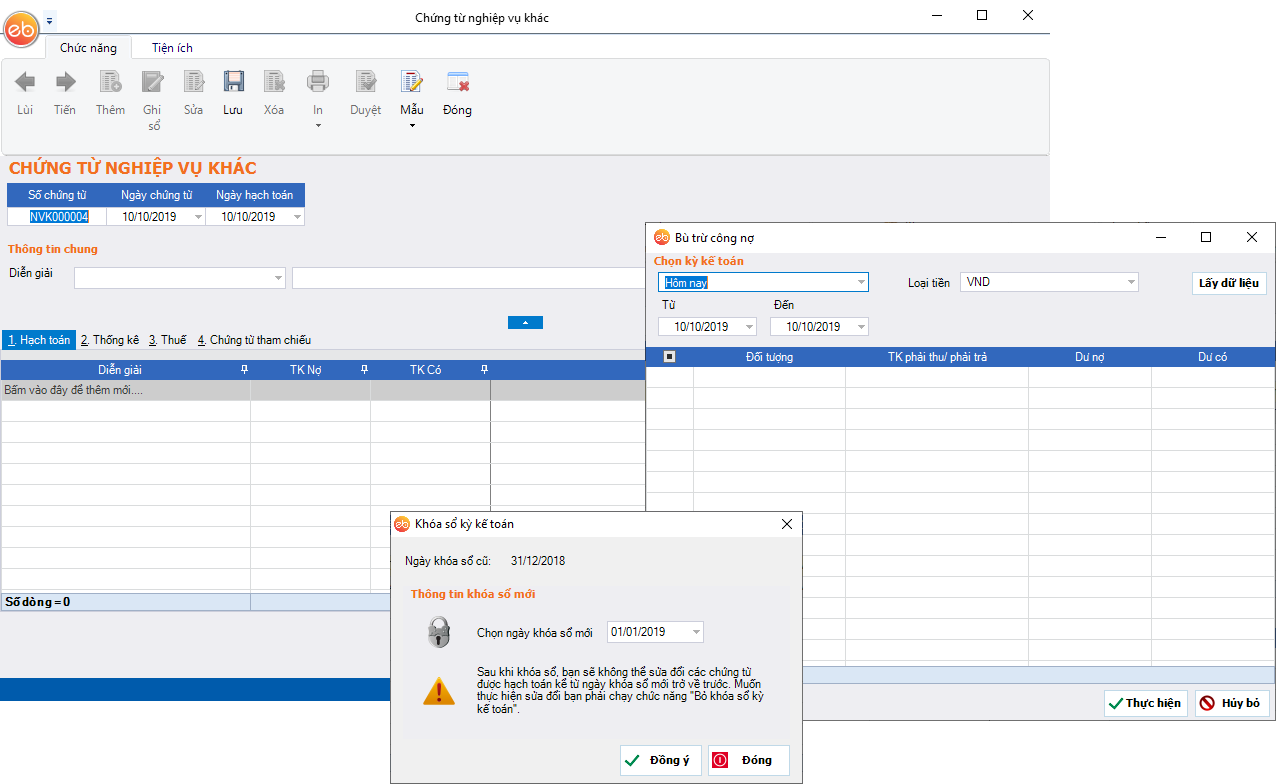 eb
Chứng từ nghiệp vụ khác
Chức năng Tiện ích
Lùi Tiến Thêm Ghi sổ Sửa Lưu Xóa In Duyệt Mẫu Đóng
CHỨNG TỪ NGHIỆP VỤ KHÁC
Số chứng từ Ngày chứng từ Ngày hạch toán
NVK000004 10/10/2019 10/10/2019
Thông tin chung
Diễn giải
1. Hạch toán 2. Thống kê 3. Thuế 4. Chứng từ tham chiếu
Diễn giải TK Nợ TK Có
Bấm vào đây để thêm mới....
Số dòng = 0
eb Bù trừ công nợ
Chọn kỳ kế toán
Hôm nay Loại tiền VND Lấy dữ liệu
Từ Đến
10/10/2019 10/10/2019
Đối tượng TK phải thu/ phải trả Dư nợ Dư có
Thực hiện Hủy bỏ
eb Khóa sổ kỳ kế toán
Ngày khóa sổ cũ: 31/12/2018
Thông tin khóa sổ mới
Chọn ngày khóa sổ mới 01/01/2019
Sau khi khóa sổ, bạn sẽ không thể sửa đổi các chứng từ
được hạch toán kể từ ngày khóa sổ mới trở về trước. Muốn
thực hiện sửa đổi bạn phải chạy chức năng "Bỏ khóa sổ kỳ
kế toán".
Đồng ý Đóng